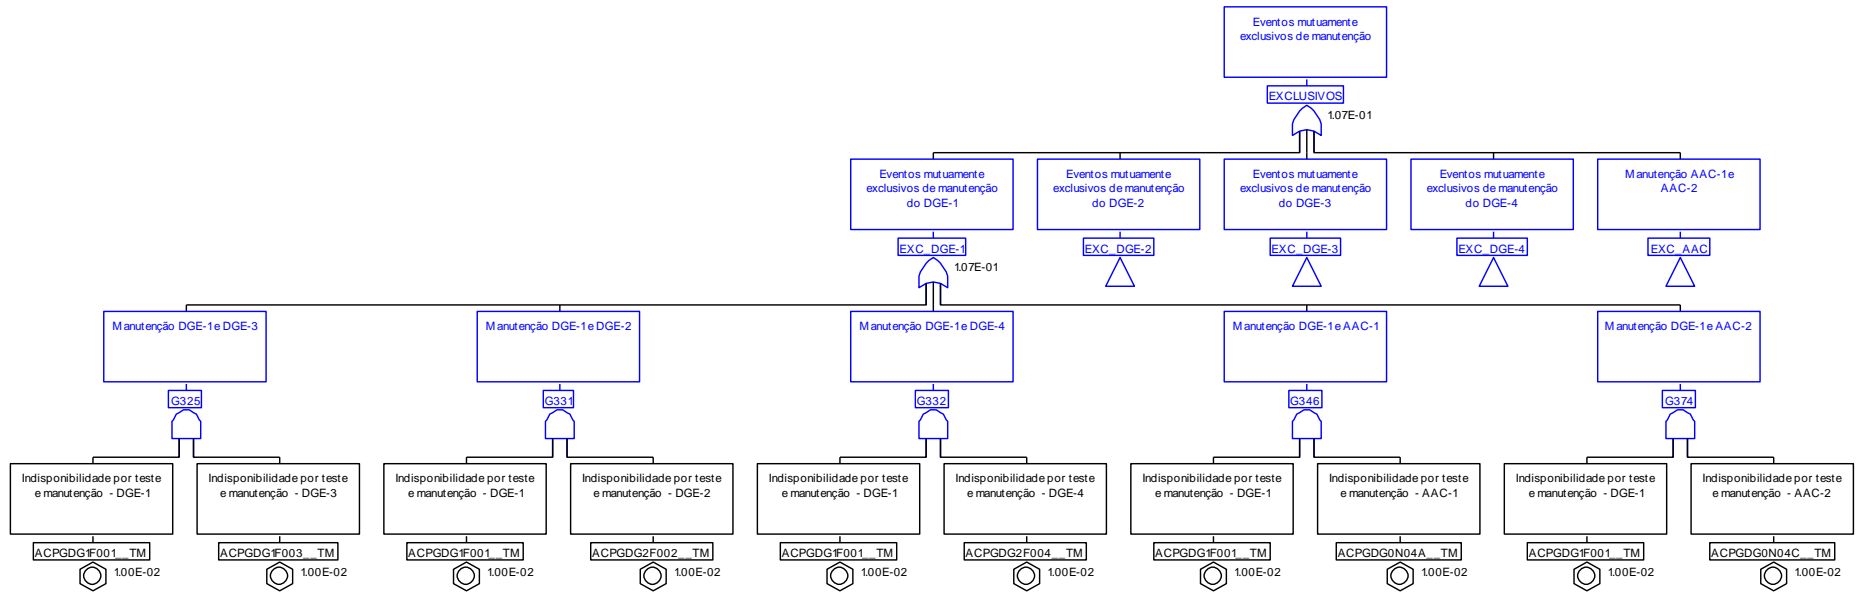 Eventos mutuamente
exclusivos de manutenção
EXCLUSIVOS
1.07E-01
Eventos mutuamente
exclusivos de manutenção
do DGE-1
Eventos mutuamente
exclusivos de manutenção
do DGE-2
Eventos mutuamente
exclusivos de manutenção
do DGE-3
Eventos mutuamente
exclusivos de manutenção
do DGE-4
Manutenção AAC-1 e
AAC-2
EXC_DGE-1
EXC_DGE-2
EXC_DGE-3
EXC_DGE-4
EXC_AAC
1.07E-01
Manutenção DGE-1 e DGE-3
Manutenção DGE-1 e DGE-2
Manutenção DGE-1 e DGE-4
Manutenção DGE-1 e AAC-1
Manutenção DGE-1 e AAC-2
G325
G331
G332
G346
G374
Indisponibilidade por teste
e manutenção - DGE-1
Indisponibilidade por teste
e manutenção - DGE-3
Indisponibilidade por teste
e manutenção - DGE-1
Indisponibilidade por teste
e manutenção - DGE-2
Indisponibilidade por teste
e manutenção - DGE-1
Indisponibilidade por teste
e manutenção - DGE-4
Indisponibilidade por teste
e manutenção - DGE-1
Indisponibilidade por teste
e manutenção - AAC-1
Indisponibilidade por teste
e manutenção - DGE-1
Indisponibilidade por teste
e manutenção - AAC-2
ACPGDG1F001__TM
ACPGDG1F003__TM
ACPGDG1F001__TM
ACPGDG2F002__TM
ACPGDG1F001__TM
ACPGDG2F004__TM
ACPGDG1F001__TM
ACPGDG0N04A__TM
ACPGDG1F001__TM
ACPGDG0N04C__TM
1.00E-02
1.00E-02
1.00E-02
1.00E-02
1.00E-02
1.00E-02
1.00E-02
1.00E-02
1.00E-02
1.00E-02